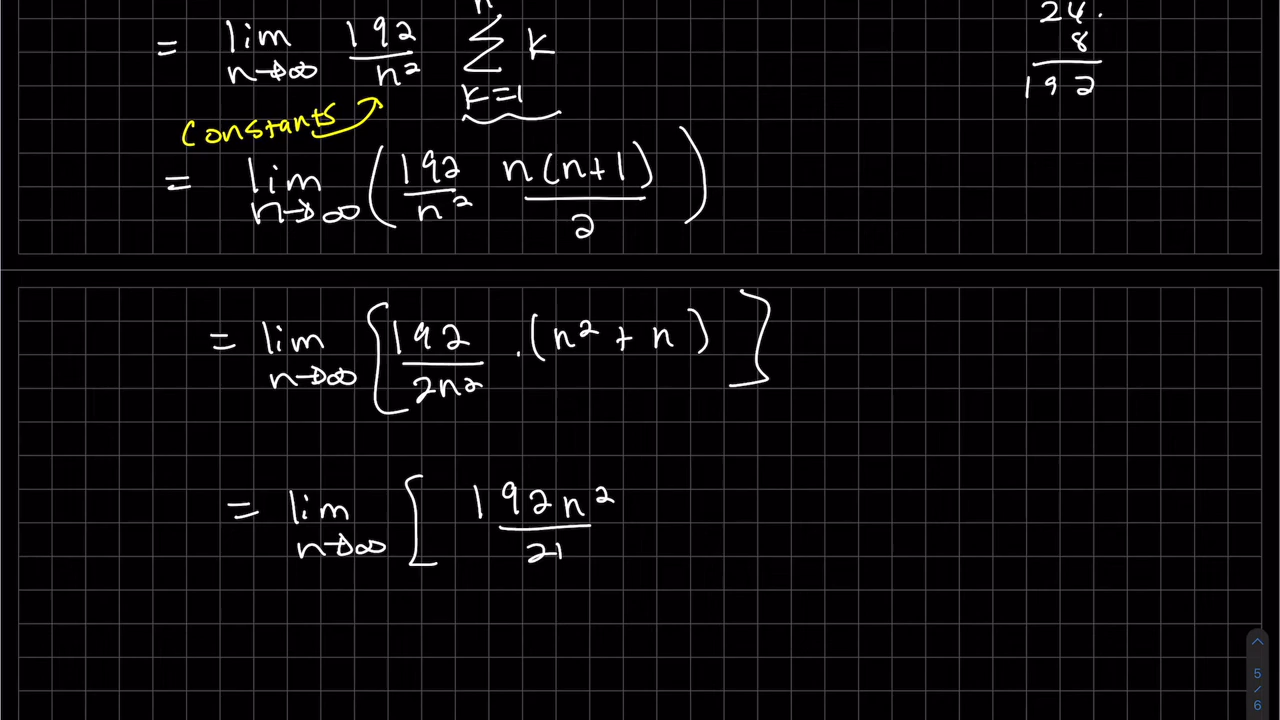 24.
8
192
= lim n→∞ 192/n² n Σ k=1 k
Constants
= lim n→∞ ( 192/n² n(n+1)/2 )
= lim n→∞ [ 192/2n² . (n² + n) ]
= lim n→∞ [ 192n²/21
5
/
6